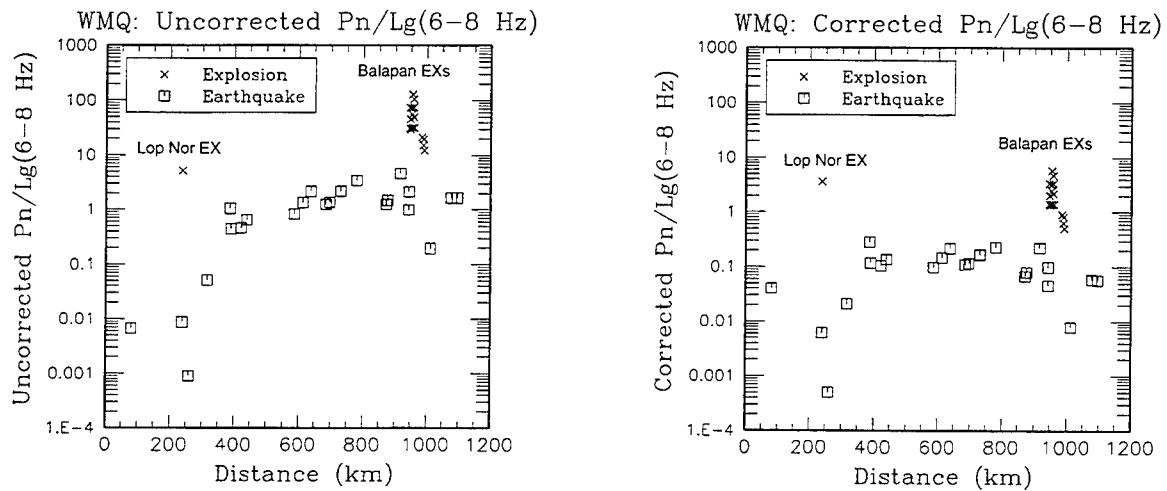 WMQ: Uncorrected Pn/Lg(6-8 Hz)
Uncorrected Pn/Lg(6-8 Hz)
1000
100
10
1
0.1
0.01
0.001
1.E-4
Explosion
Earthquake
Balapan EXs
Lop Nor EX
0 200 400 600 800 1000 1200
Distance (km)
WMQ: Corrected Pn/Lg(6-8 Hz)
Corrected Pn/Lg(6-8 Hz)
1000
100
10
1
0.1
0.01
0.001
1.E-4
Explosion
Earthquake
Lop Nor EX
Balapan EXs
0 200 400 600 800 1000 1200
Distance (km)